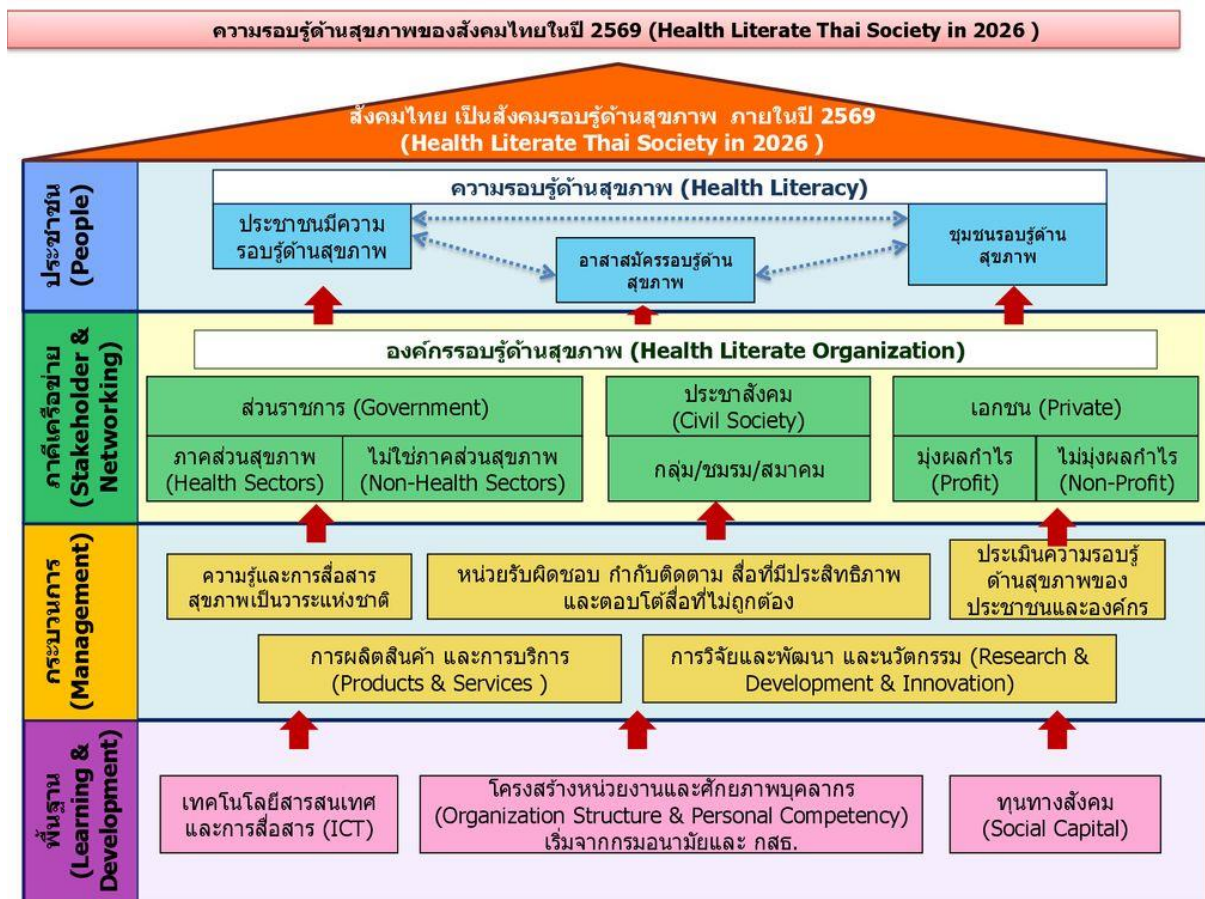 ความรอบรู้ด้านสุขภาพของสังคมไทยในปี 2569 (Health Literate Thai Society in 2026 )
สังคมไทย เป็นสังคมรอบรู้ด้านสุขภาพ ภายในปี 2569
(Health Literate Thai Society in 2026 )
ประชาชน
(People)
ความรอบรู้ด้านสุขภาพ (Health Literacy)
ประชาชนมีความ
รอบรู้ด้านสุขภาพ
อาสาสมัครรอบรู้ด้าน
สุขภาพ
ชุมชนรอบรู้ด้าน
สุขภาพ
ภาคีเครือข่าย
(Stakeholder &
Networking)
องค์กรรอบรู้ด้านสุขภาพ (Health Literate Organization)
ส่วนราชการ (Government)
ภาคส่วนสุขภาพ
(Health Sectors)
ไม่ใช่ภาคส่วนสุขภาพ
(Non-Health Sectors)
ประชาสังคม
(Civil Society)
กลุ่ม/ชมรม/สมาคม
เอกชน (Private)
มุ่งผลกำไร
(Profit)
ไม่มุ่งผลกำไร
(Non-Profit)
กระบวนการ
(Management)
ความรู้และการสื่อสาร
สุขภาพเป็นวาระแห่งชาติ
หน่วยรับผิดชอบ กำกับติดตาม สื่อที่มีประสิทธิภาพ
และตอบโต้สื่อที่ไม่ถูกต้อง
ประเมินความรอบรู้
ด้านสุขภาพของ
ประชาชนและองค์กร
การผลิตสินค้า และการบริการ
(Products & Services )
การวิจัยและพัฒนา และนวัตกรรม (Research &
Development & Innovation)
พื้นฐาน
(Learning &
Development)
เทคโนโลยีสารสนเทศ
และการสื่อสาร (ICT)
โครงสร้างหน่วยงานและศักยภาพบุคลากร
(Organization Structure & Personal Competency)
เริ่มจากกรมอนามัยและ กสธ.
ทุนทางสังคม
(Social Capital)